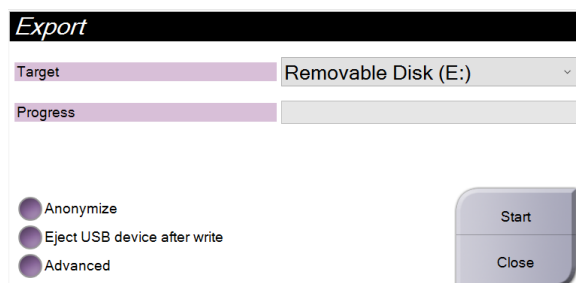 Export
Target
Removable Disk (E:)
Progress
Anonymize
Eject USB device after write
Advanced
Start
Close